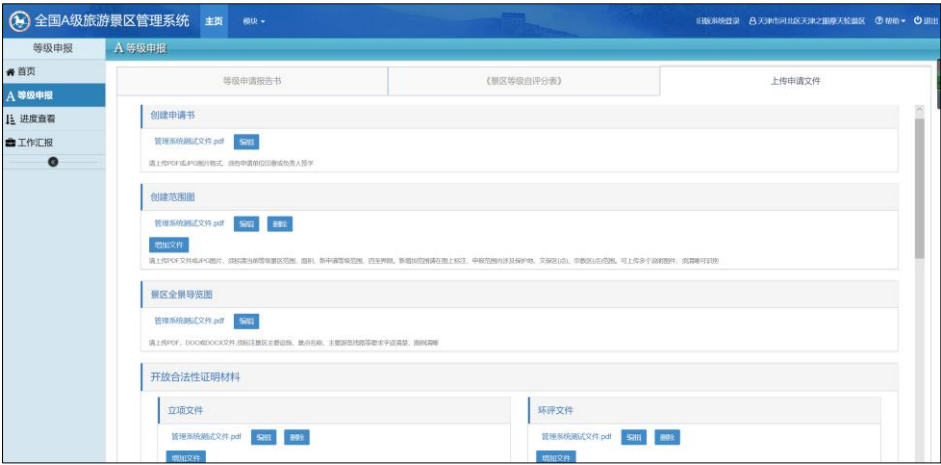 全国A级旅游景区管理系统 主页 模块
旧版系统登录 天津市河北区天津之眼摩天轮景区 帮助 退出
等级申报
A 等级申报
首页
A 等级申报
进度查看
工作汇报
等级申请报告书
《景区等级自评分表》
上传申请文件
创建申请书
管理系统测试文件.pdf 编辑
请上传PDF或JPG图片格式，须有申请单位印章或负责人签字
创建范围图
管理系统测试文件.pdf 编辑 删除
增加文件
景区全景导览图
管理系统测试文件.pdf 编辑
开放合法性证明材料
立项文件
管理系统测试文件.pdf 编辑 删除
增加文件
环评文件
管理系统测试文件.pdf 编辑 删除
增加文件